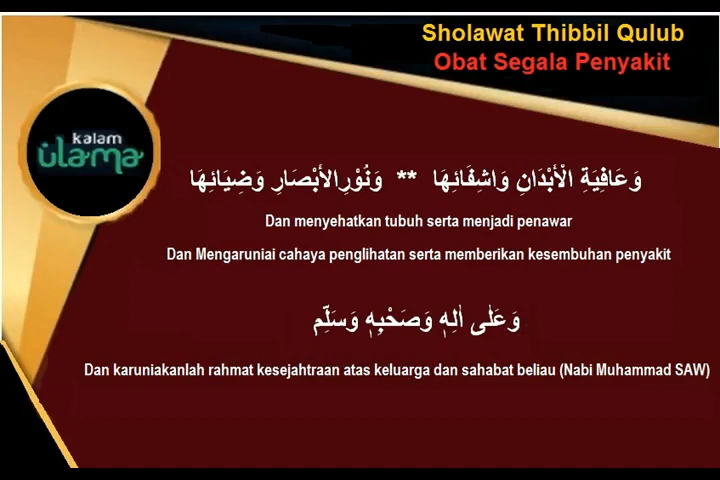 Sholawat Thibbil Qulub
Obat Segala Penyakit
kalam
ulama
وَعَافِيَةِ الْأَبْدَانِ وَاشِفَائِهَا ** وَنُوْرِالأَبْصَارِ وَضِيَائِهَا
Dan menyehatkan tubuh serta menjadi penawar
Dan Mengaruniai cahaya penglihatan serta memberikan kesembuhan penyakit
وَعَلٰى اٰلِهٖ وَصَحْبِهٖ وَسَلِّم
Dan karuniakanlah rahmat kesejahtraan atas keluarga dan sahabat beliau (Nabi Muhammad SAW)